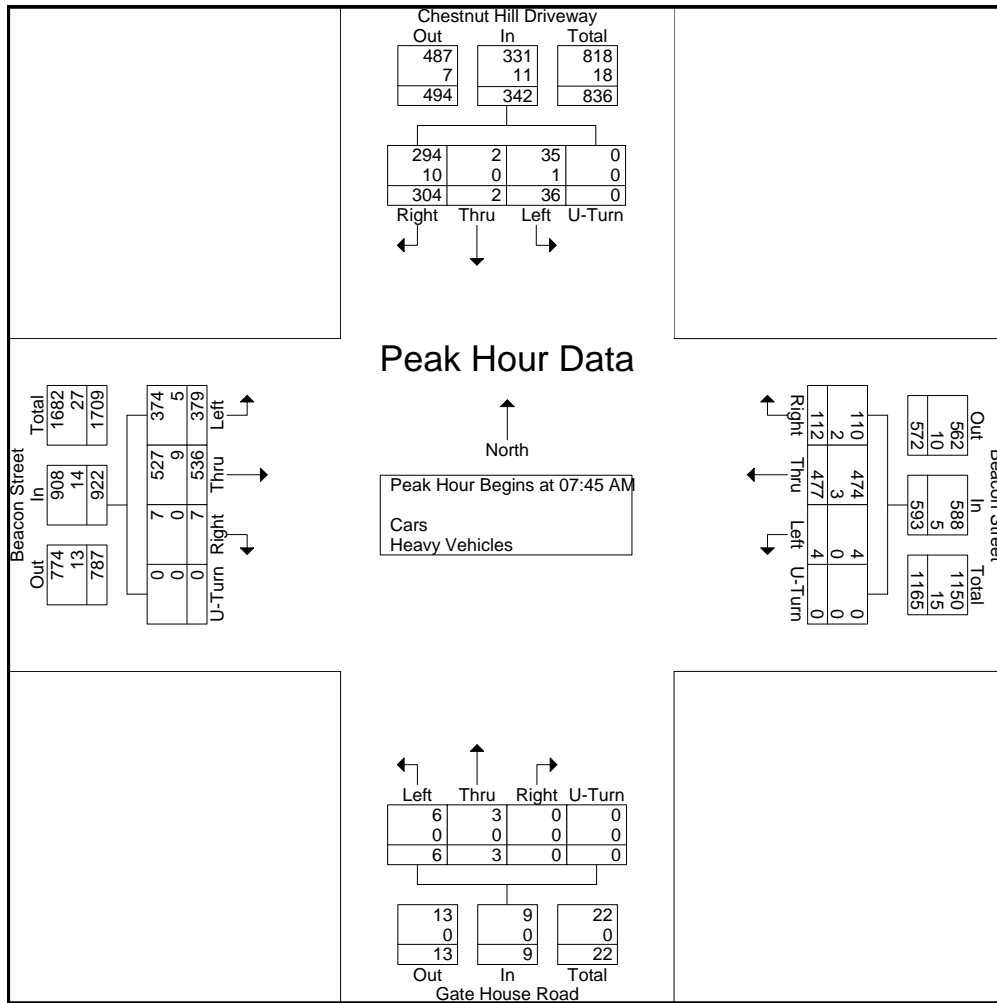 Chestnut Hill Driveway
Out In Total
487 331 818
7 11 18
494 342 836
294 2 35 0
10 0 1 0
304 2 36 0
Right Thru Left U-Turn
Peak Hour Data
North
Peak Hour Begins at 07:45 AM
Cars
Heavy Vehicles
Beacon Street
Total In Out
1682 908 774
27 14 13
1709 922 787
374 527 7 0
5 9 0 0
379 536 7 0
Left Thru Right U-Turn
Beacon Street
Out In Total
562 588 1150
10 5 15
572 593 1165
110 474 4 0
2 3 0 0
112 477 4 0
Right Thru Left U-Turn
Left Thru Right U-Turn
6 3 0 0
0 0 0 0
6 3 0 0
13 9 22
0 0 0
13 9 22
Out In Total
Gate House Road